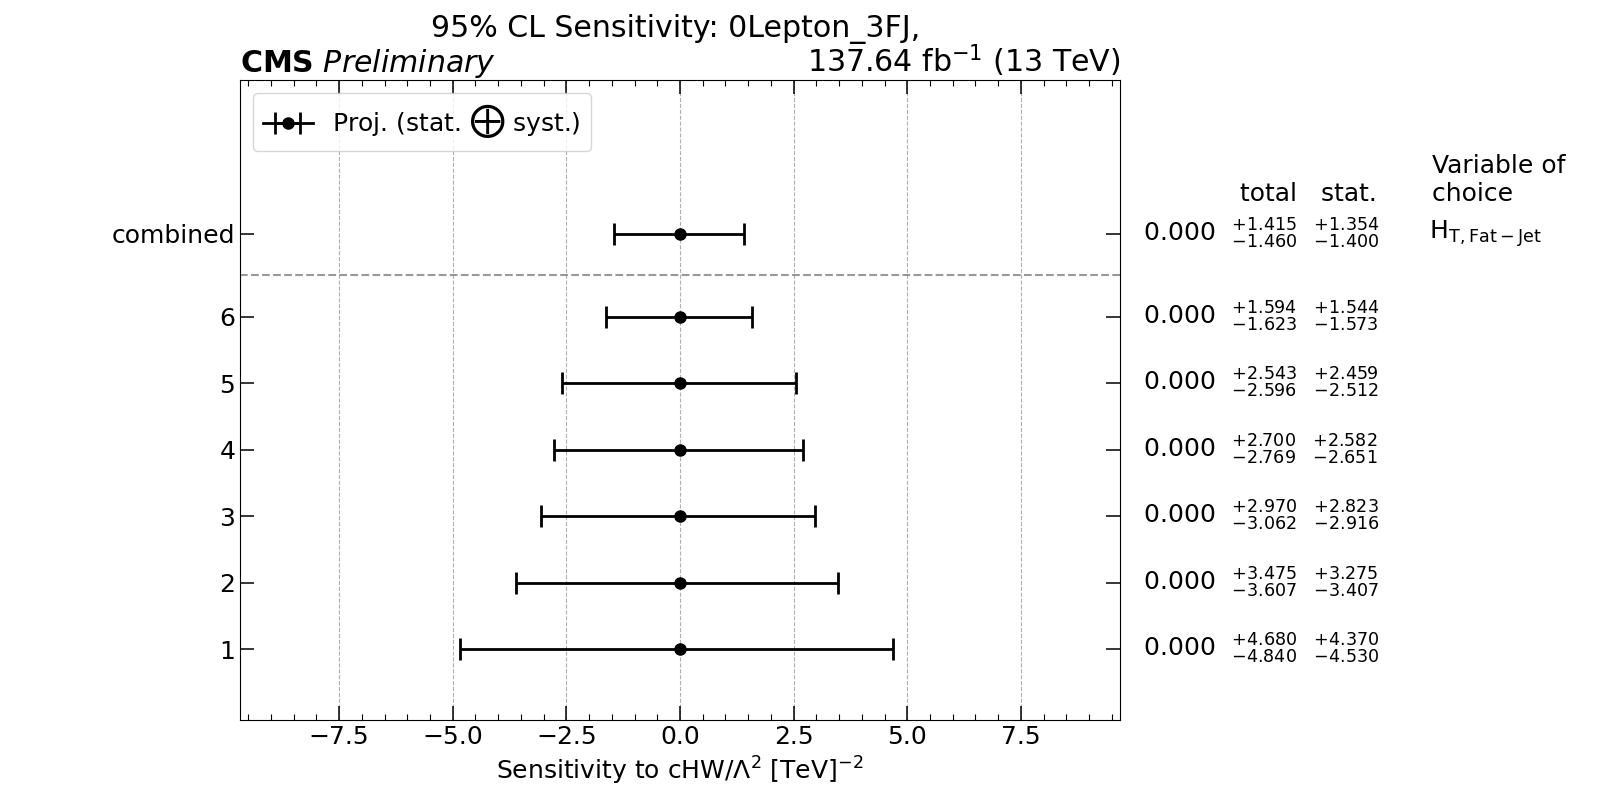 95% CL Sensitivity: 0Lepton_3FJ,
CMS Preliminary 137.64 fb⁻¹ (13 TeV)
Proj. (stat. ⊕ syst.)
Variable of
total stat. choice
combined 0.000 +1.415 −1.460 +1.354 −1.400 H_T, Fat−Jet
6 0.000 +1.594 −1.623 +1.544 −1.573
5 0.000 +2.543 −2.596 +2.459 −2.512
4 0.000 +2.700 −2.769 +2.582 −2.651
3 0.000 +2.970 −3.062 +2.823 −2.916
2 0.000 +3.475 −3.607 +3.275 −3.407
1 0.000 +4.680 −4.840 +4.370 −4.530
−7.5 −5.0 −2.5 0.0 2.5 5.0 7.5
Sensitivity to cHW/Λ² [TeV]⁻²